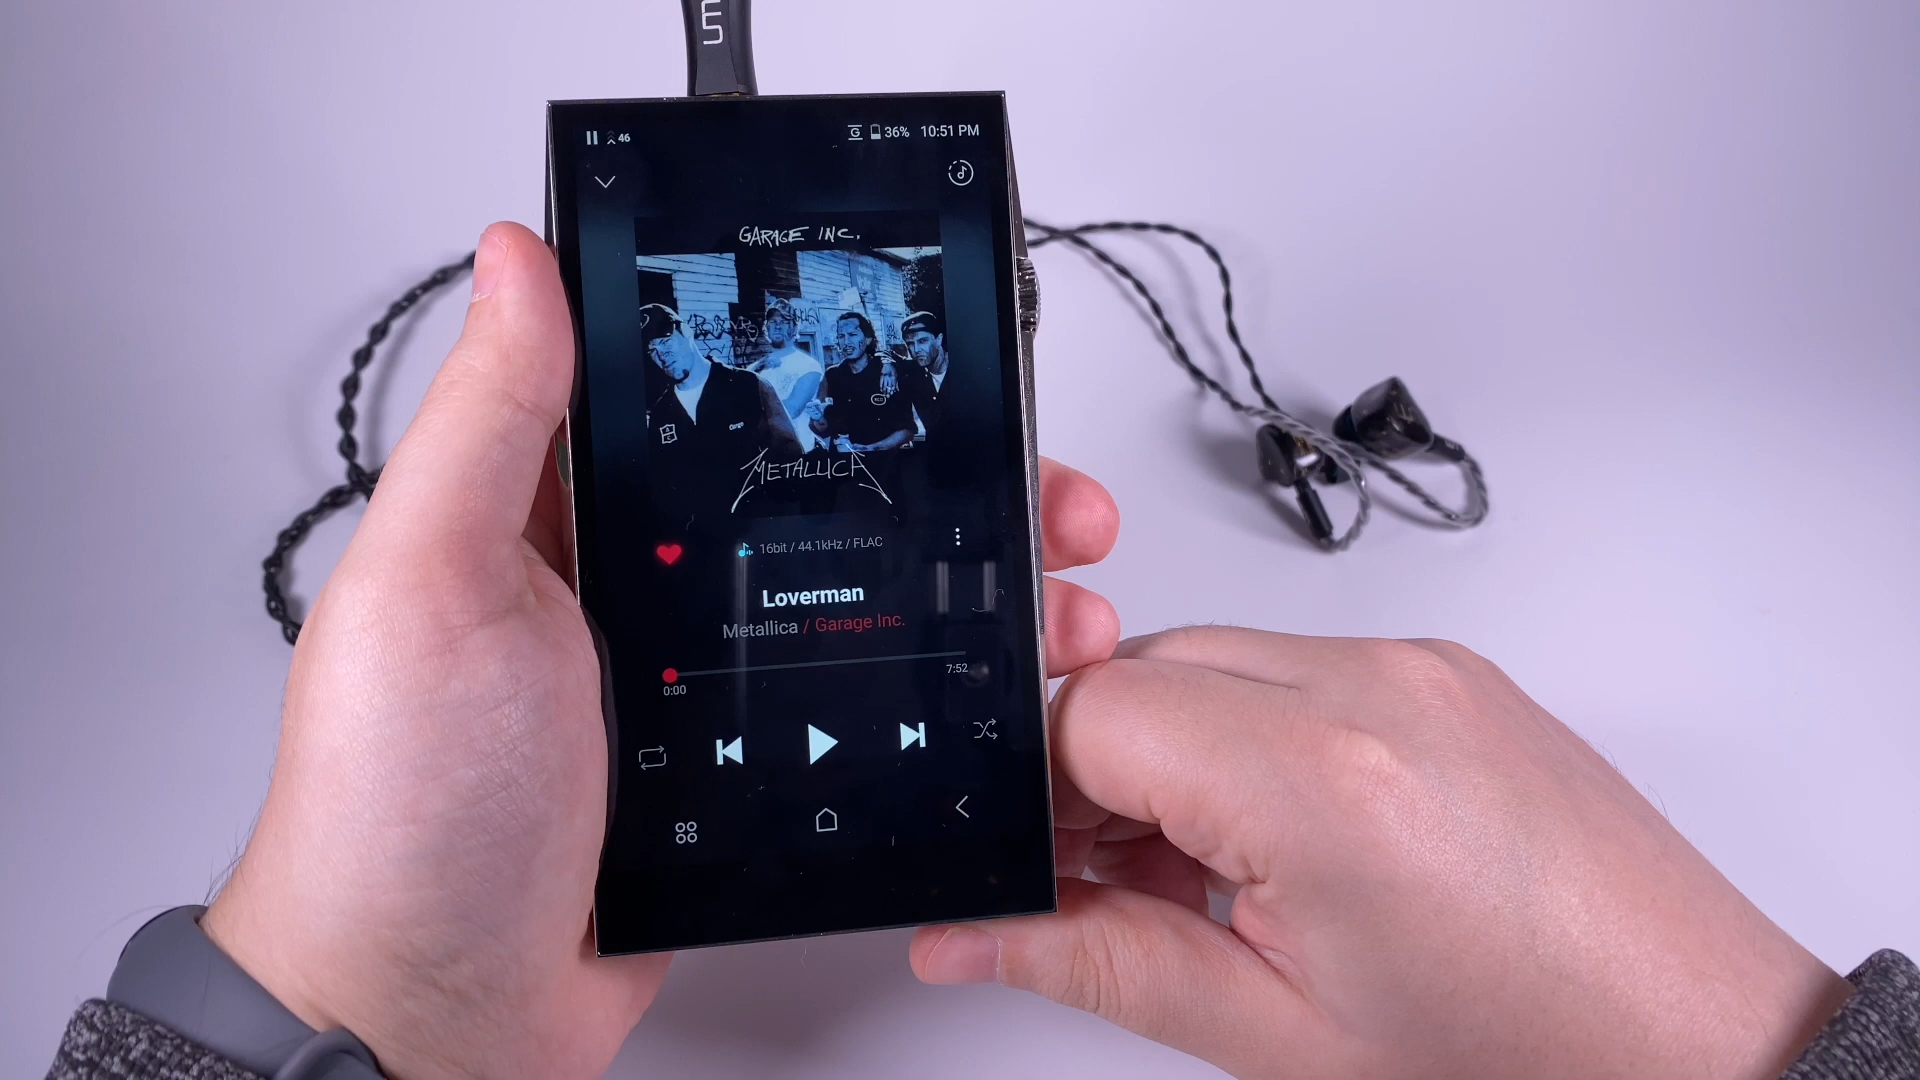 46
G 36% 10:51 PM
GARAGE INC.
METALLICA
16bit / 44.1kHz / FLAC
Loverman
Metallica / Garage Inc.
7:52
0:00